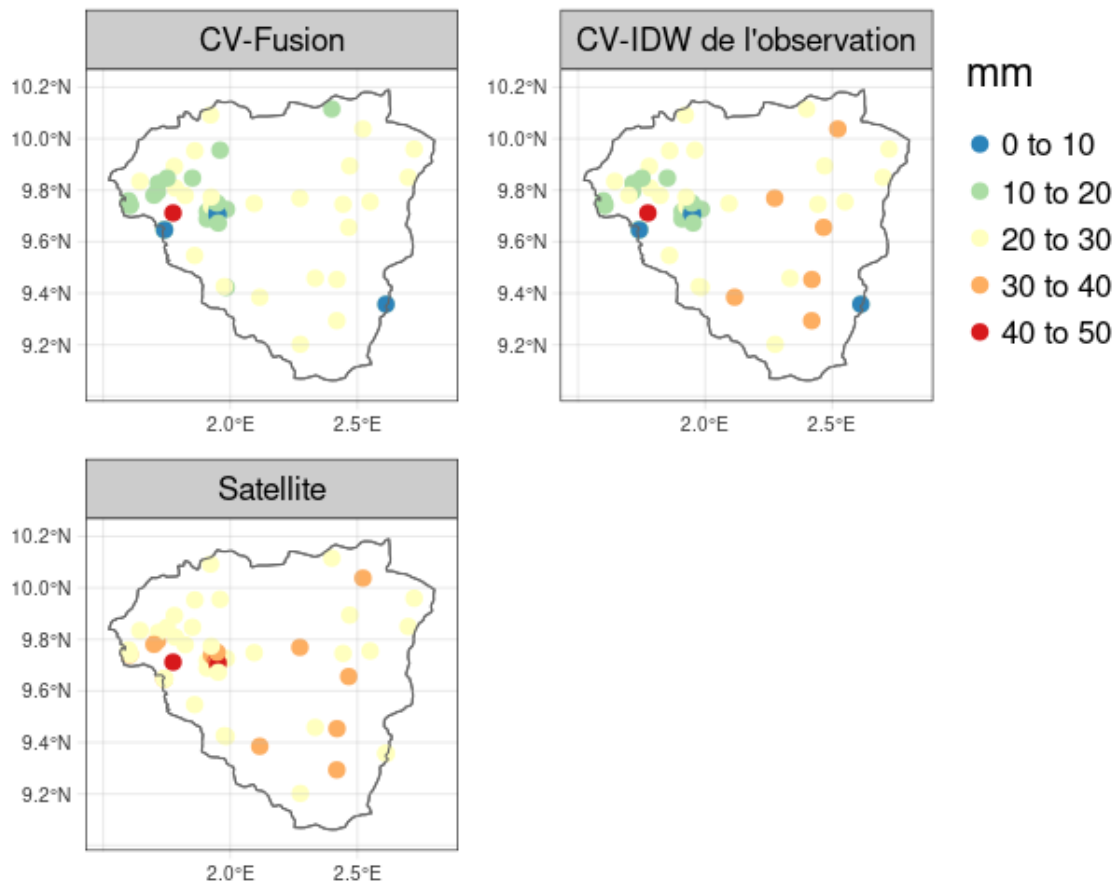 CV-Fusion
CV-IDW de l'observation
mm
0 to 10
10 to 20
20 to 30
30 to 40
40 to 50
10.2°N
10.0°N
9.8°N
9.6°N
9.4°N
9.2°N
2.0°E
2.5°E
10.2°N
10.0°N
9.8°N
9.6°N
9.4°N
9.2°N
2.0°E
2.5°E
Satellite
10.2°N
10.0°N
9.8°N
9.6°N
9.4°N
9.2°N
2.0°E
2.5°E